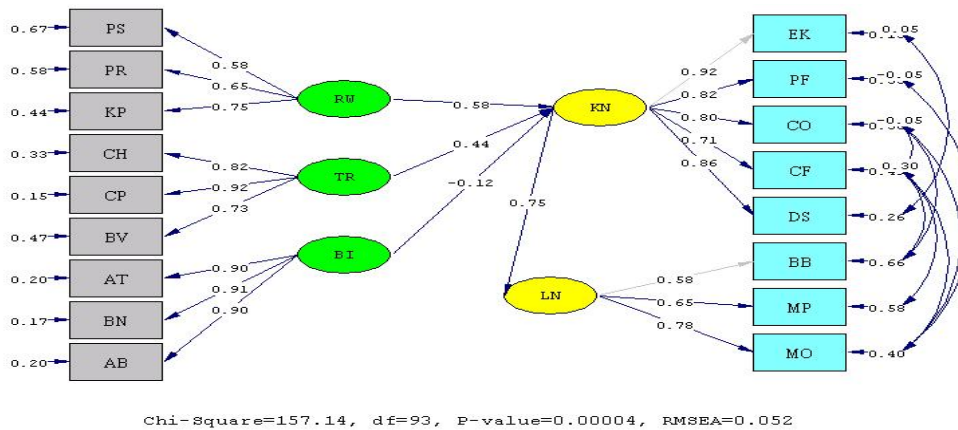 0.67 PS
0.58 PR
0.44 KP
0.33 CH
0.15 CP
0.47 BV
0.20 AT
0.17 BN
0.20 AB
0.58
0.65
0.75
0.82
0.92
0.73
0.90
0.91
0.90
RW
TR
BI
0.58
0.44
-0.12
KN
0.75
LN
0.92
0.82
0.80
0.71
0.86
0.58
0.65
0.78
EK 0.05
PF -0.05
CO -0.05
CF 0.30
DS 0.26
BB 0.66
MP 0.58
MO 0.40
Chi-Square=157.14, df=93, P-value=0.00004, RMSEA=0.052